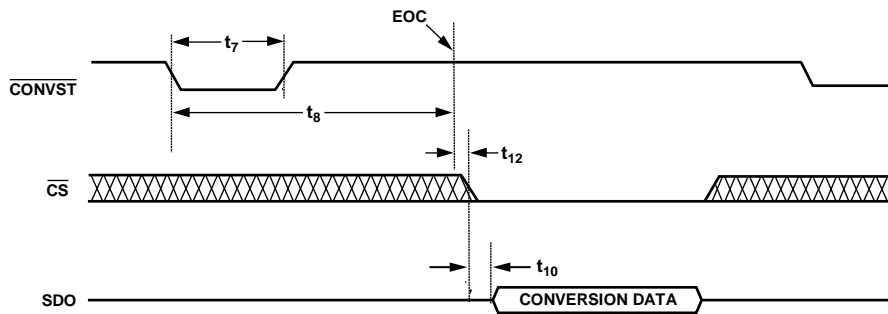 EOC
t7
CONVST
t8
t12
CS
t10
SDO
CONVERSION DATA